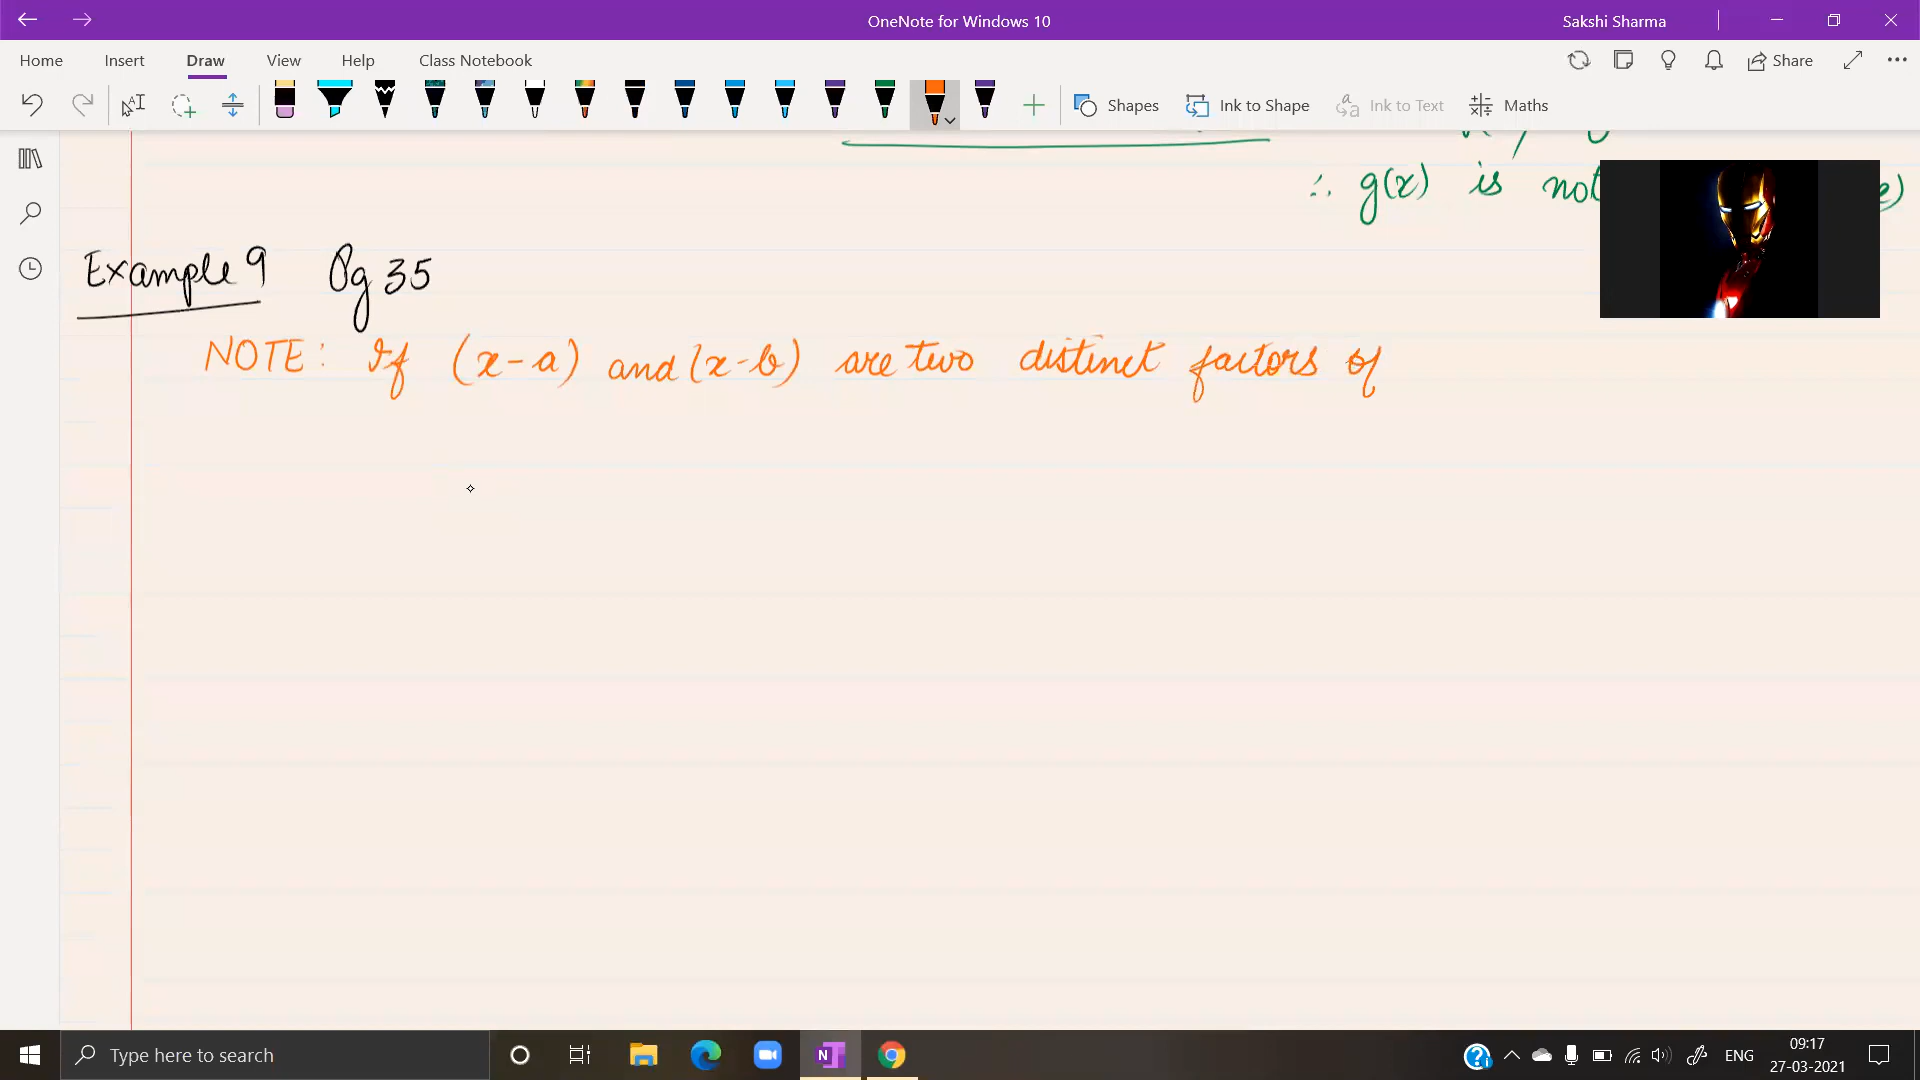 OneNote for Windows 10
Sakshi Sharma
Home Insert Draw View Help Class Notebook
Share
Shapes Ink to Shape Ink to Text Maths
∴ g(x) is not
Example 9 Pg 35
NOTE: If (x-a) and (x-b) are two distinct factors of
Type here to search
ENG
09:17
27-03-2021